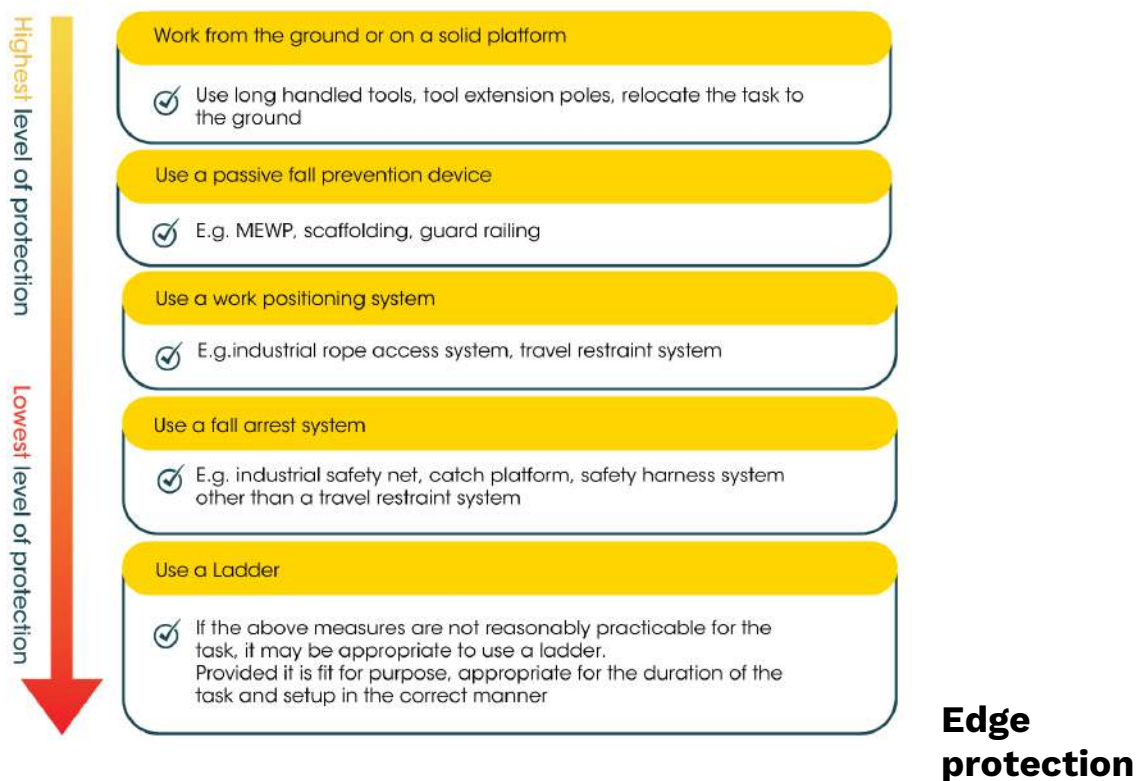 Highest level of protection
Lowest level of protection
Work from the ground or on a solid platform
Use long handled tools, tool extension poles, relocate the task to
the ground
Use a passive fall prevention device
E.g. MEWP, scaffolding, guard railing
Use a work positioning system
E.g.industrial rope access system, travel restraint system
Use a fall arrest system
E.g. industrial safety net, catch platform, safety harness system
other than a travel restraint system
Use a Ladder
If the above measures are not reasonably practicable for the
task, it may be appropriate to use a ladder.
Provided it is fit for purpose, appropriate for the duration of the
task and setup in the correct manner
Edge
protection